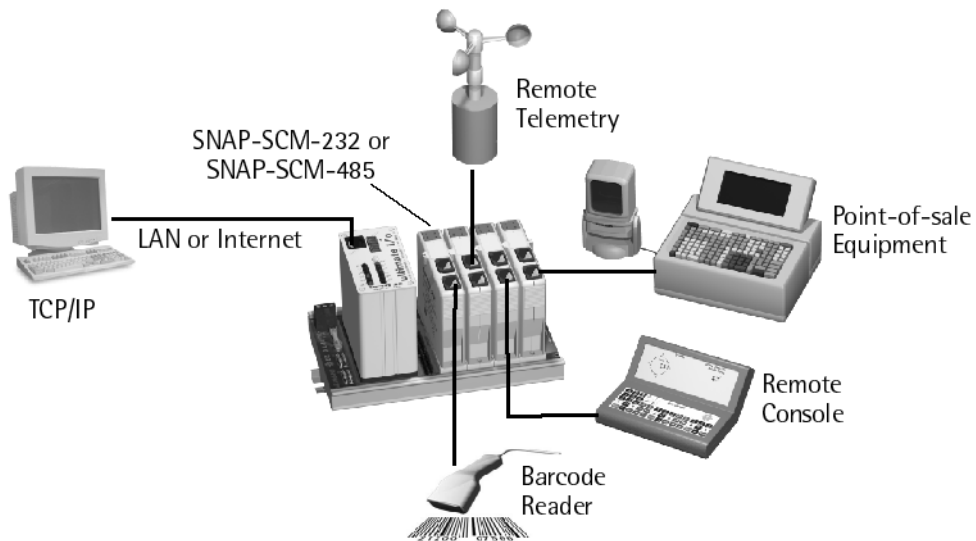 Remote
Telemetry
SNAP-SCM-232 or
SNAP-SCM-485
LAN or Internet
TCP/IP
Ultimate I/O
Point-of-sale
Equipment
Remote
Console
Barcode
Reader